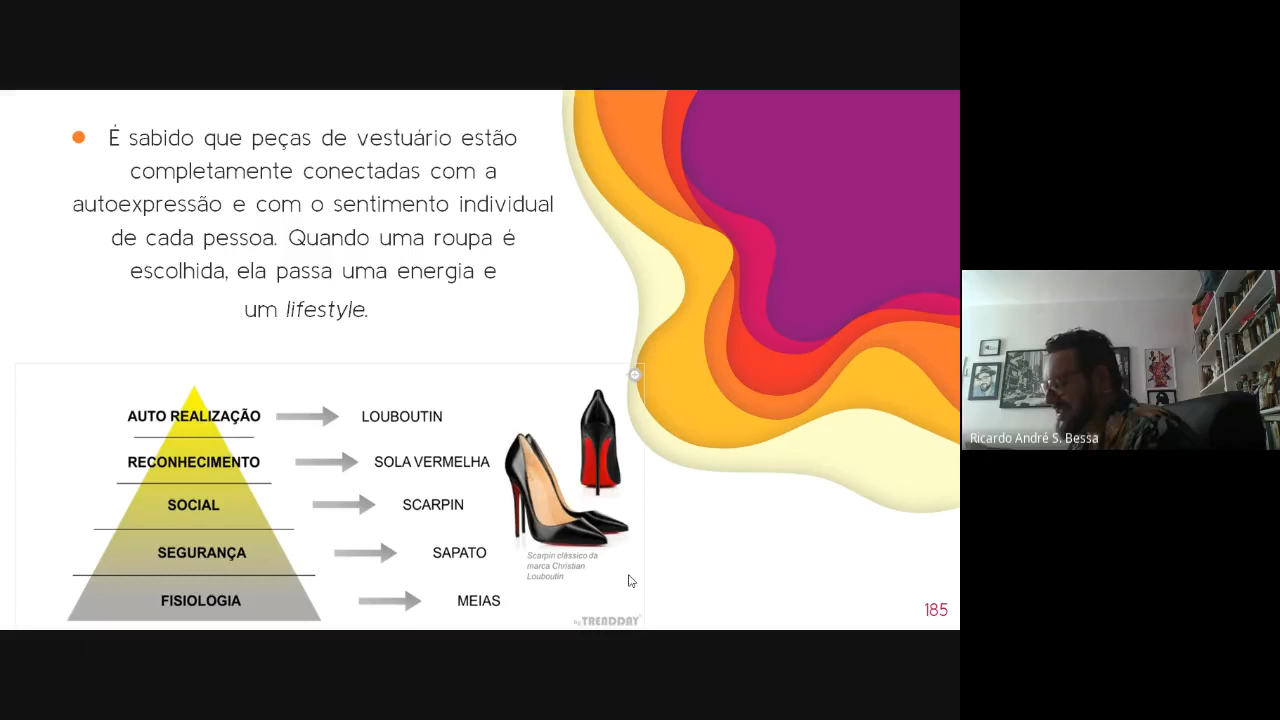 É sabido que peças de vestuário estão
completamente conectadas com a
autoexpressão e com o sentimento individual
de cada pessoa. Quando uma roupa é
escolhida, ela passa uma energia e
um lifestyle.
AUTO REALIZAÇÃO LOUBOUTIN
RECONHECIMENTO SOLA VERMELHA
SOCIAL SCARPIN
SEGURANÇA SAPATO
FISIOLOGIA MEIAS
Scarpin clássico da
marca Christian
Louboutin
by TRENDDAY
185
Ricardo André S. Bessa